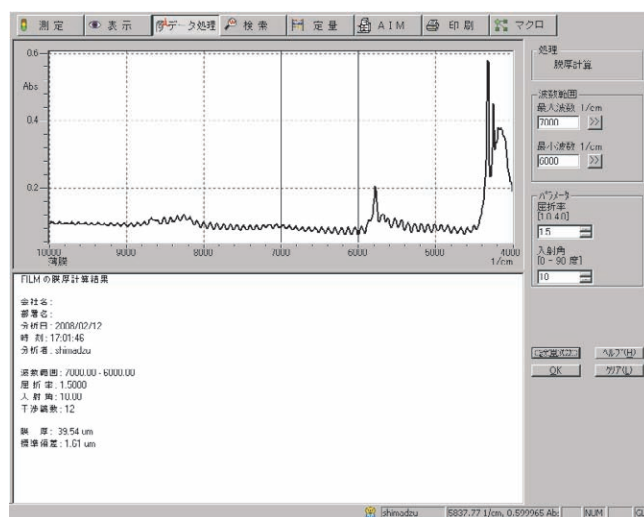 測定 表示 データ処理 検索 定量 AIM 印刷 マクロ
処理
膜厚計算
波数範囲
最大波数 1/cm
7000 >>
最小波数 1/cm
6000 >>
パラメータ
屈折率
[1.0 4.0]
1.5
入射角
[0 - 90 度]
10
ヘルプ(H)
OK クリア(L)
0.6
Abs
0.4
0.2
10000 9000 8000 7000 6000 5000 4000
薄膜 1/cm
FILM の膜厚計算結果
会社名 :
部署名 :
分析日 : 2008/02/12
時 刻 : 17:01:46
分析者 : shimadzu
波数範囲 : 7000.00 - 6000.00
屈 折 率 : 1.5000
入 射 角 : 10.00
干渉縞数 : 12
膜 厚 : 39.54 um
標準偏差 : 1.61 um
shimadzu 5837.77 1/cm, 0.599965 Abs NUM